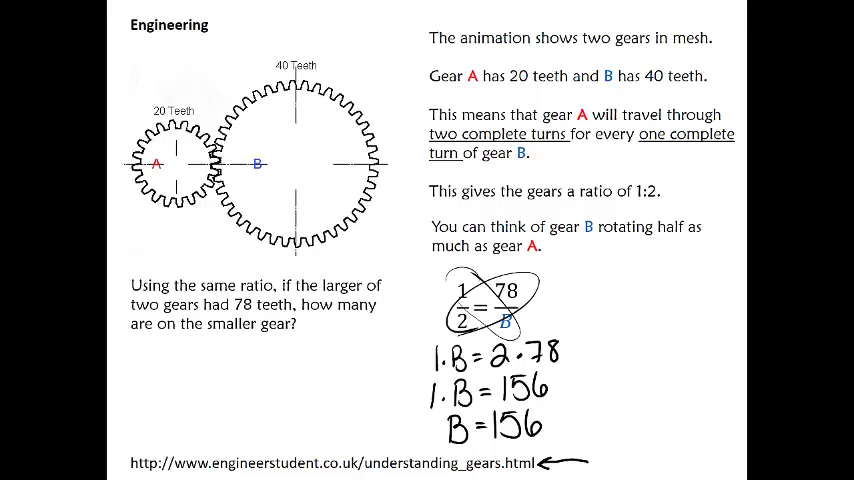 Engineering
40 Teeth
20 Teeth
A
B
Using the same ratio, if the larger of
two gears had 78 teeth, how many
are on the smaller gear?
The animation shows two gears in mesh.
Gear A has 20 teeth and B has 40 teeth.
This means that gear A will travel through
two complete turns for every one complete
turn of gear B.
This gives the gears a ratio of 1:2.
You can think of gear B rotating half as
much as gear A.
1/2 = 78/B
1·B = 2·78
1·B = 156
B = 156
http://www.engineerstudent.co.uk/understanding_gears.html